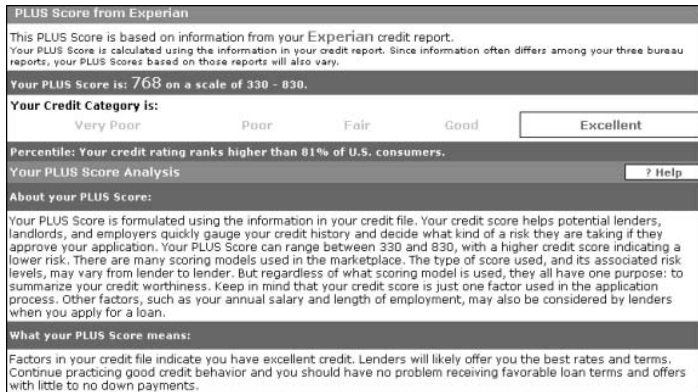 PLUS Score from Experian
This PLUS Score is based on information from your Experian credit report.
Your PLUS Score is calculated using the information in your credit report. Since information often differs among your three bureau
reports, your PLUS Scores based on those reports will also vary.
Your PLUS Score is: 768 on a scale of 330 - 830.
Your Credit Category is:
Very Poor Poor Fair Good Excellent
Percentile: Your credit rating ranks higher than 81% of U.S. consumers.
Your PLUS Score Analysis ? Help
About your PLUS Score:
Your PLUS Score is formulated using the information in your credit file. Your credit score helps potential lenders,
landlords, and employers quickly gauge your credit history and decide what kind of a risk they are taking if they
approve your application. Your PLUS Score can range between 330 and 830, with a higher credit score indicating a
lower risk. There are many scoring models used in the marketplace. The type of score used, and its associated risk
levels, may vary from lender to lender. But regardless of what scoring model is used, they all have one purpose: to
summarize your credit worthiness. Keep in mind that your credit score is just one factor used in the application
process. Other factors, such as your annual salary and length of employment, may also be considered by lenders
when you apply for a loan.
What your PLUS Score means:
Factors in your credit file indicate you have excellent credit. Lenders will likely offer you the best rates and terms.
Continue practicing good credit behavior and you should have no problem receiving favorable loan terms and offers
with little to no down payments.